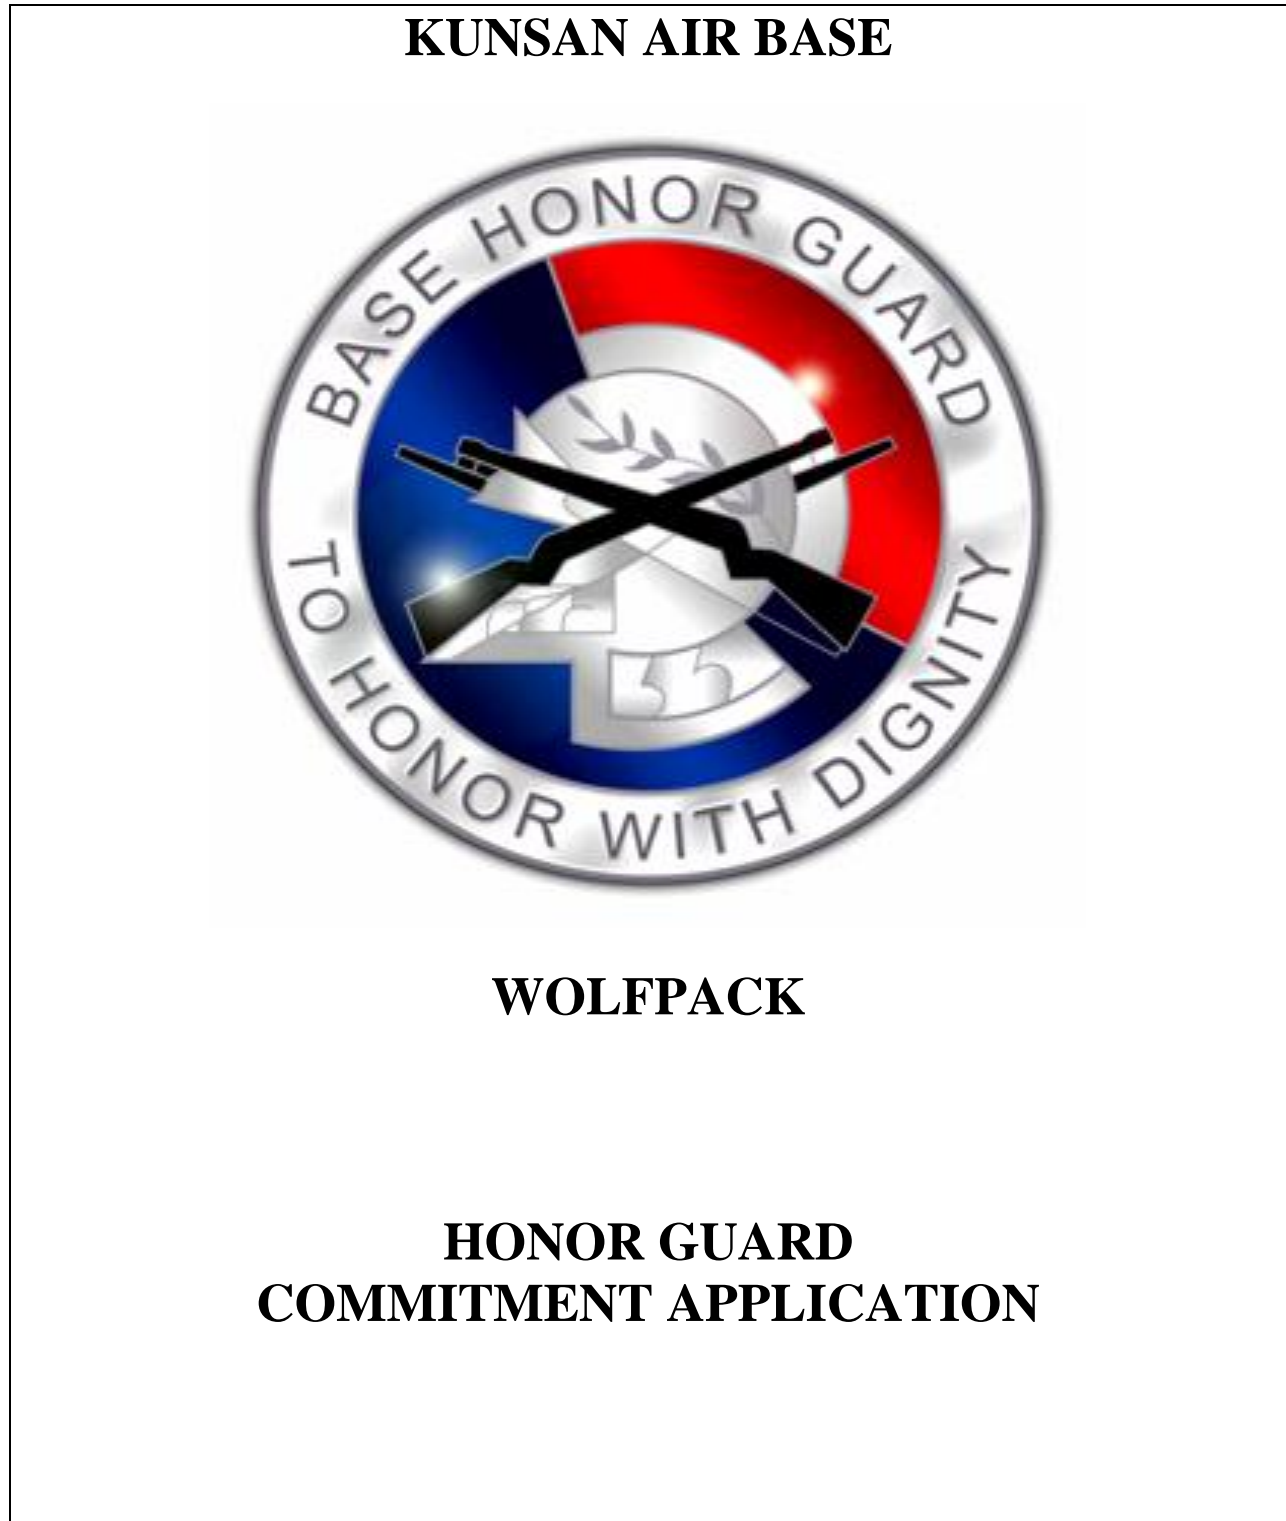 KUNSAN AIR BASE
BASE HONOR GUARD
TO HONOR WITH DIGNITY
WOLFPACK
HONOR GUARD
COMMITMENT APPLICATION